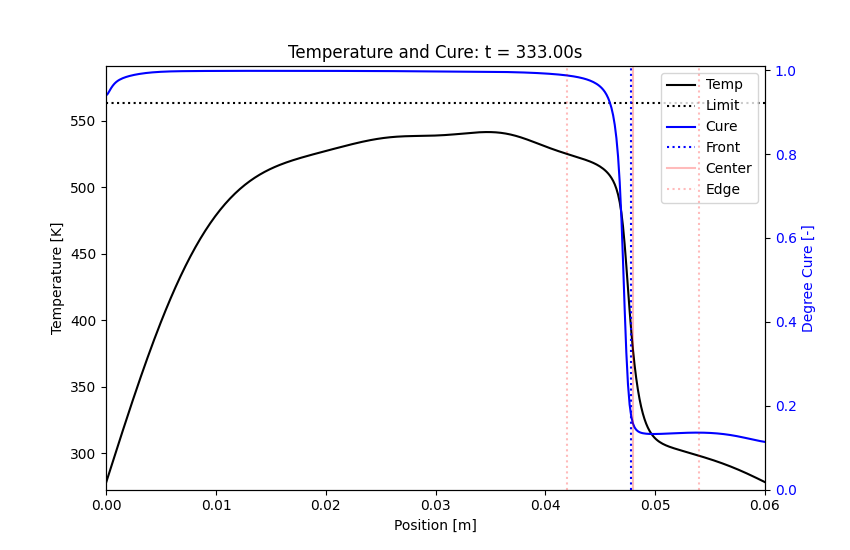 Temperature and Cure: t = 333.00s
Temperature [K]
550
500
450
400
350
300
Temp
Limit
Cure
Front
Center
Edge
1.0
0.8
0.6
0.4
0.2
0.0
Degree Cure [-]
0.00 0.01 0.02 0.03 0.04 0.05 0.06
Position [m]